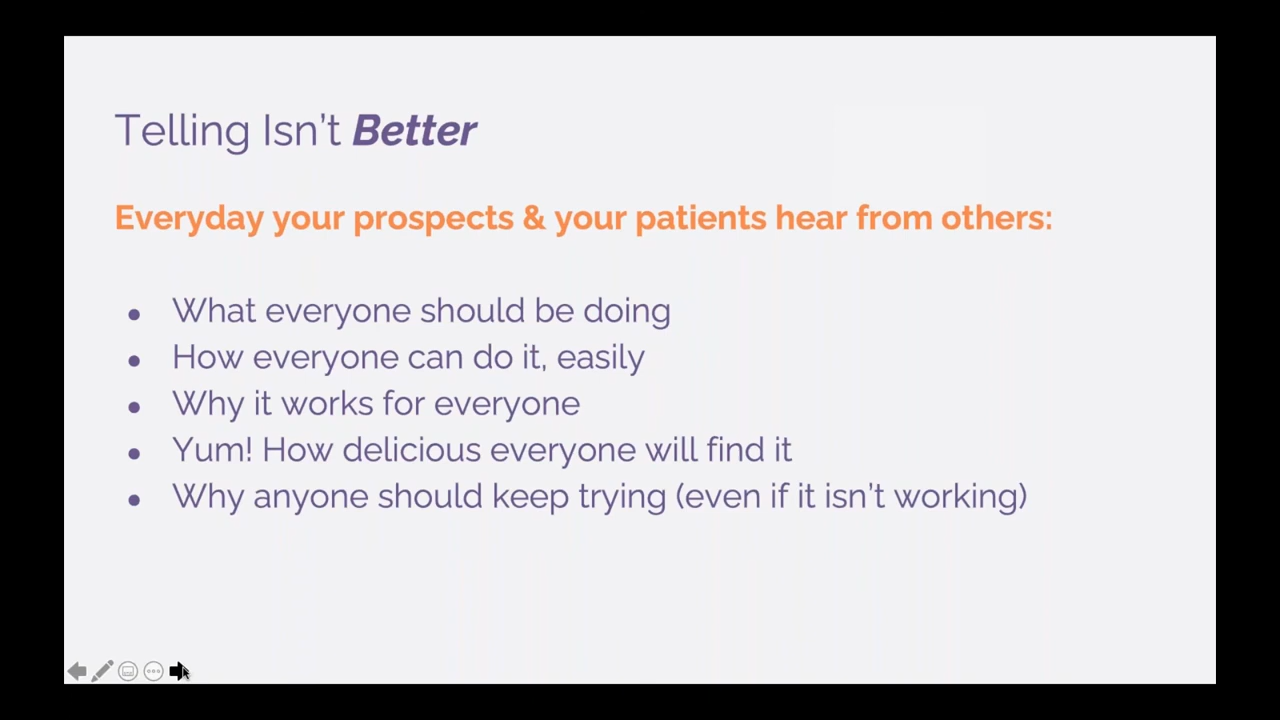 Telling Isn't Better
Everyday your prospects & your patients hear from others:
● What everyone should be doing
● How everyone can do it, easily
● Why it works for everyone
● Yum! How delicious everyone will find it
● Why anyone should keep trying (even if it isn't working)